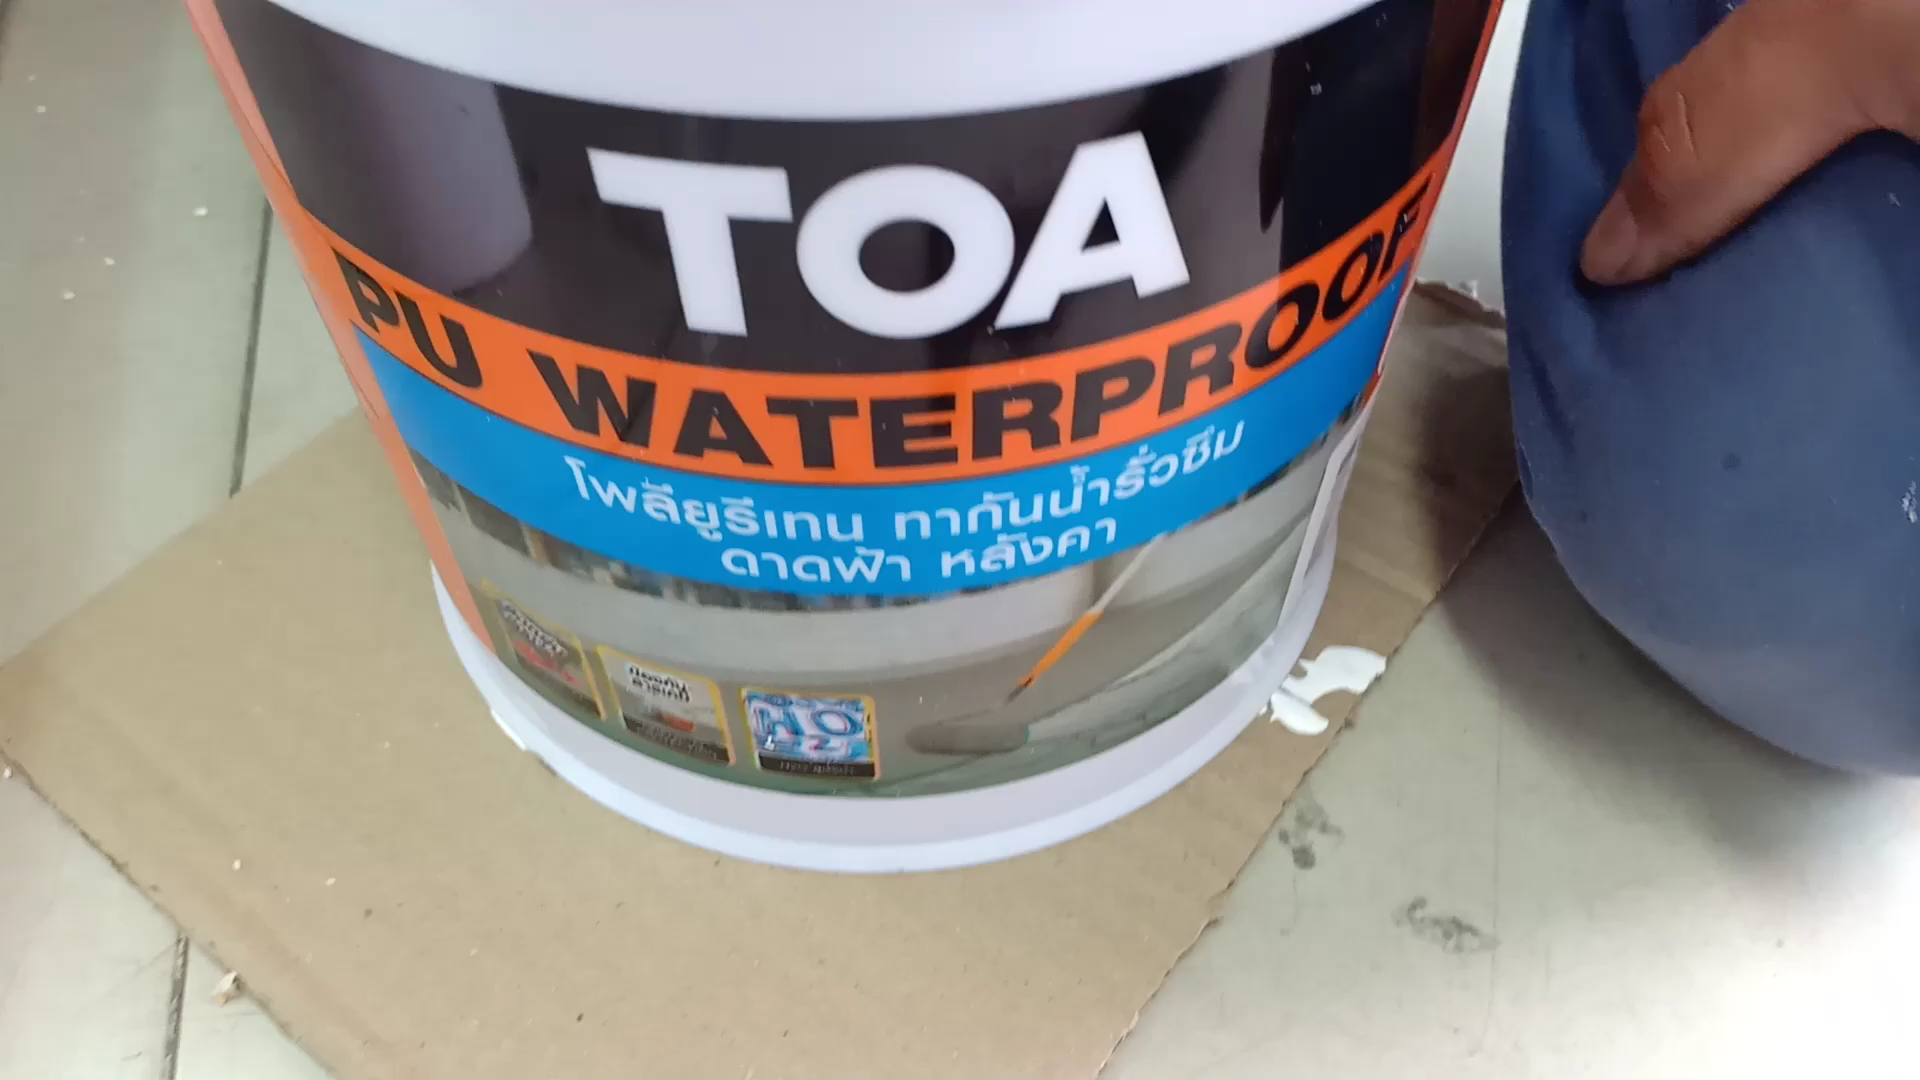 TOA
PU WATERPROOF
โพลียูรีเทน ทากันน้ำรั่วซึม
ดาดฟ้า หลังคา
H2O